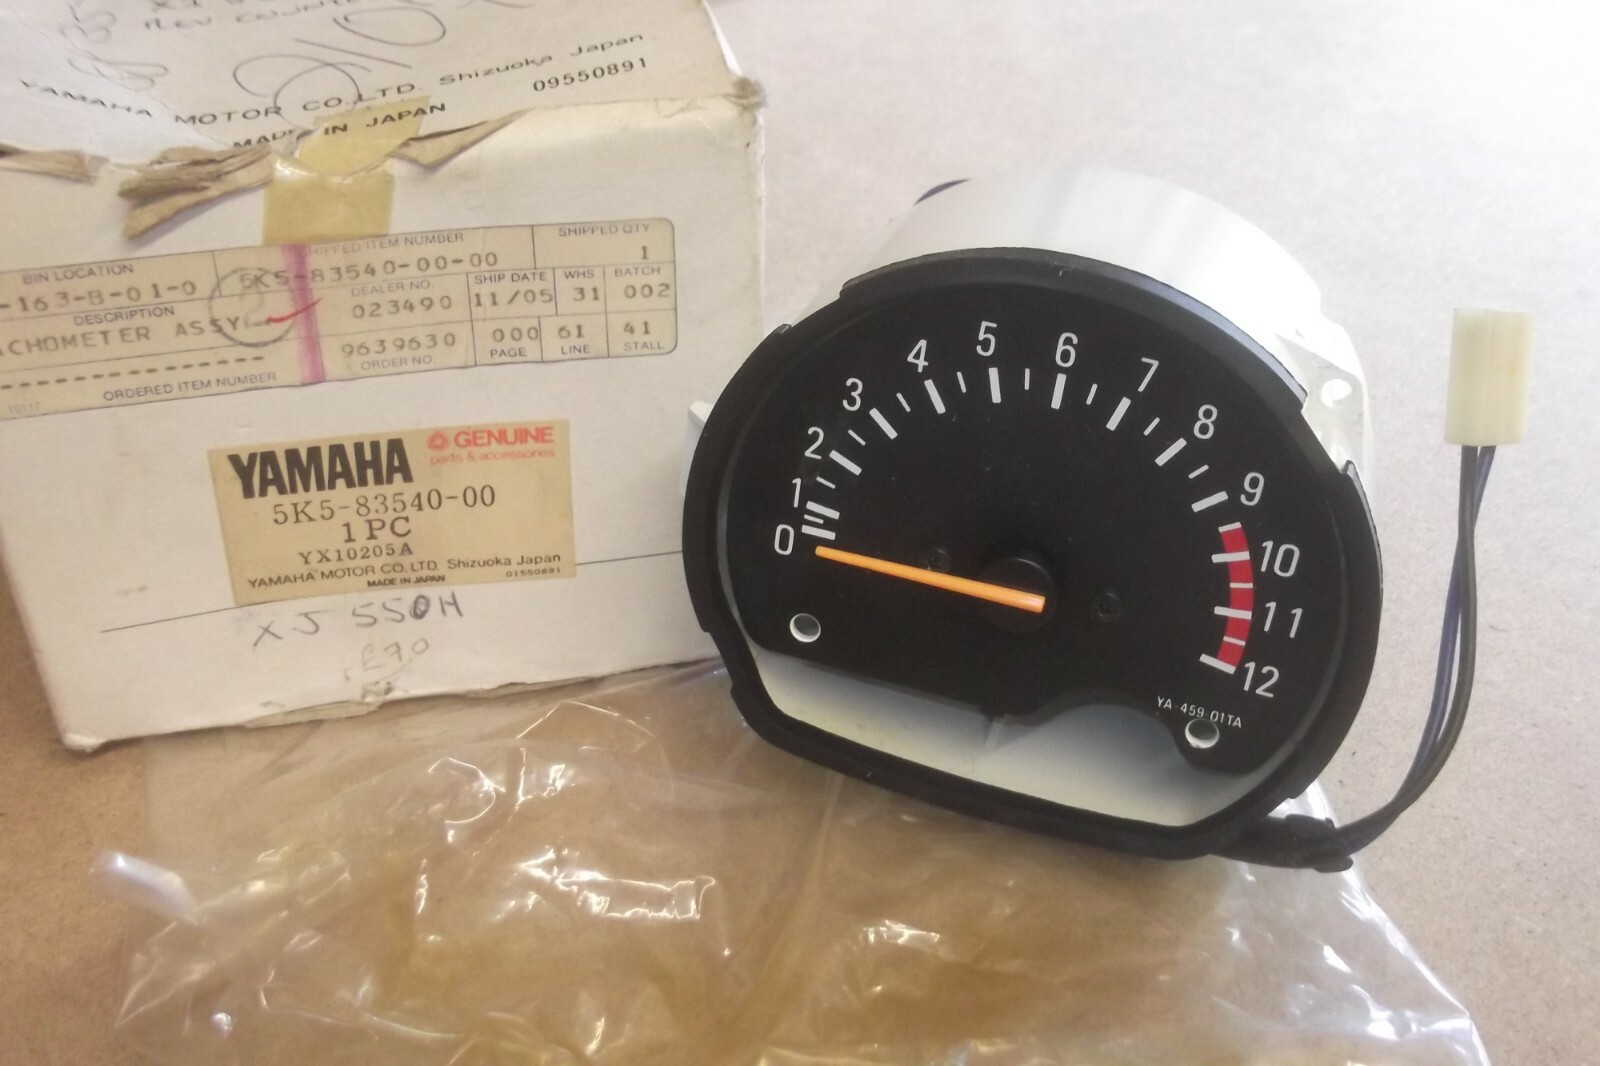 REV COUNTER
YAMAHA MOTOR CO.,LTD. Shizuoka Japan
MADE IN JAPAN 09550891
BIN LOCATION SHIPPED ITEM NUMBER SHIPPED QTY
-163-B-01-0 5K5-83540-00-00 1
DESCRIPTION DEALER NO. SHIP DATE WHS BATCH
ACHOMETER ASSY 023490 11/05 31 002
9639630 000 61 41
ORDERED ITEM NUMBER ORDER NO. PAGE LINE STALL
10117
YAMAHA GENUINE
parts & accessories
5K5-83540-00
1PC
YX10205A
YAMAHA MOTOR CO.,LTD. Shizuoka Japan
MADE IN JAPAN 01550891
XJ 550H
£70
0 1 2 3 4 5 6 7 8 9 10 11 12
YA-459-01TA